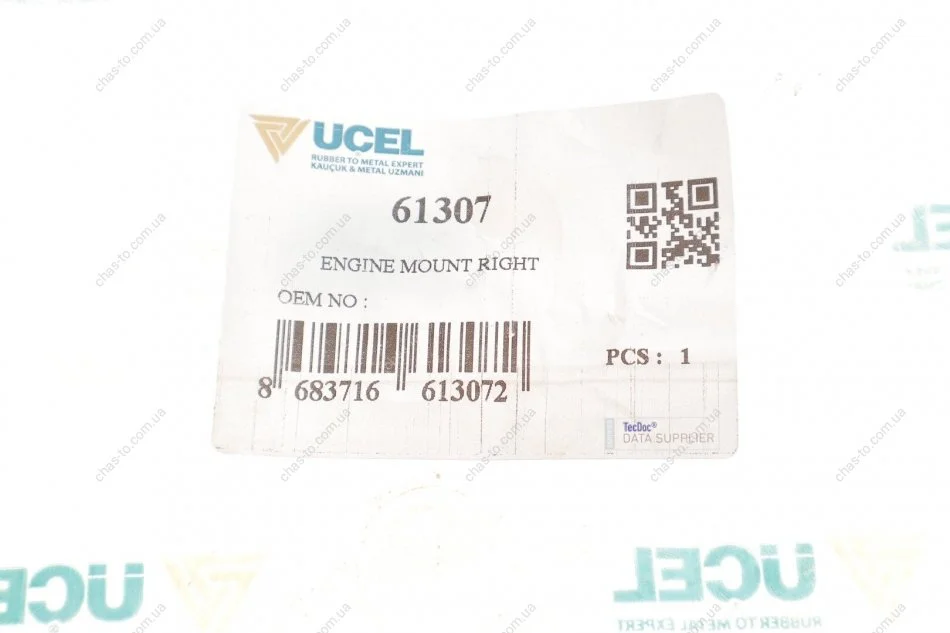 UCEL
RUBBER TO METAL EXPERT
KAUÇUK & METAL UZMANI
61307
ENGINE MOUNT RIGHT
OEM NO :
8 683716 613072
PCS : 1
TecDoc®
DATA SUPPLIER
UCEL
UCEL
RUBBER TO METAL EXPERT
chas-to.com.ua